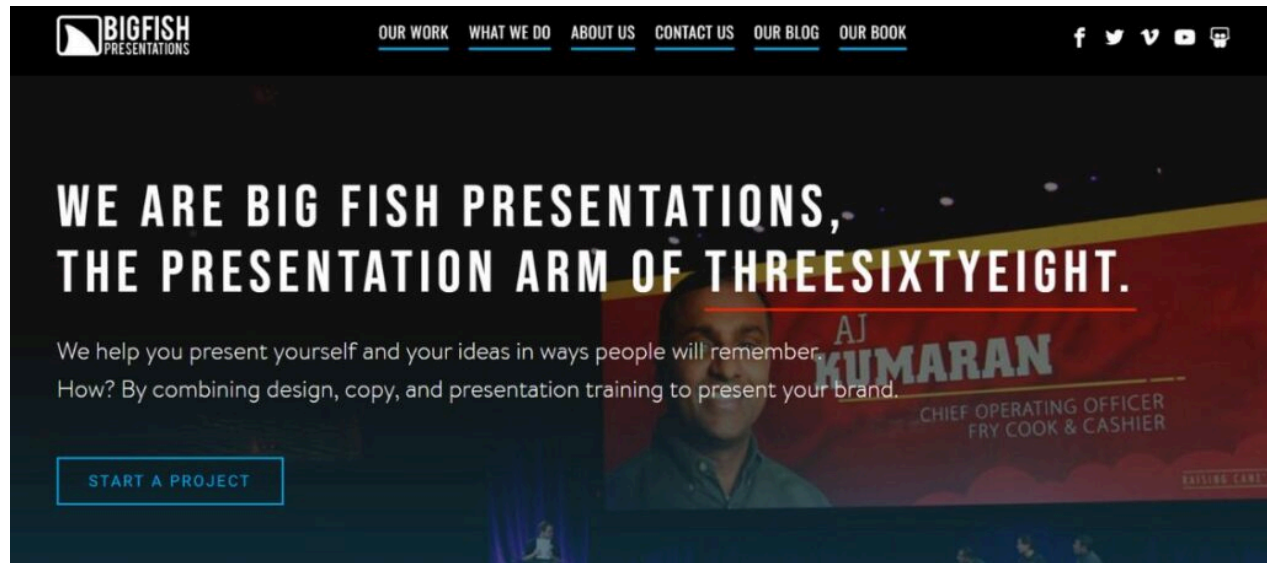 BIGFISH
PRESENTATIONS
OUR WORK WHAT WE DO ABOUT US CONTACT US OUR BLOG OUR BOOK
WE ARE BIG FISH PRESENTATIONS,
THE PRESENTATION ARM OF THREESIXTYEIGHT.
We help you present yourself and your ideas in ways people will remember.
How? By combining design, copy, and presentation training to present your brand.
AJ
KUMARAN
CHIEF OPERATING OFFICER
FRY COOK & CASHIER
RAISING CANE'
START A PROJECT